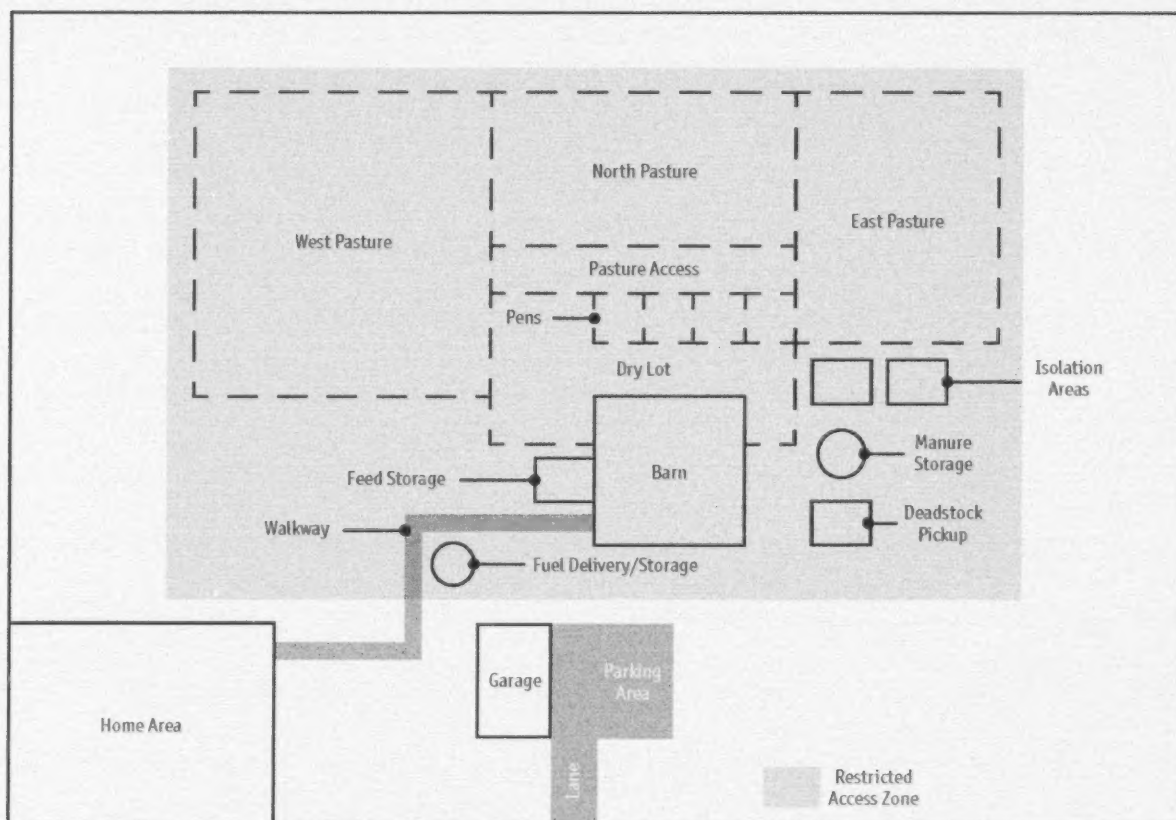 North Pasture
West Pasture
East Pasture
Pasture Access
Pens
Dry Lot
Isolation
Areas
Manure
Storage
Feed Storage
Barn
Deadstock
Pickup
Walkway
Fuel Delivery/Storage
Garage
Parking
Area
Home Area
Lane
Restricted
Access Zone